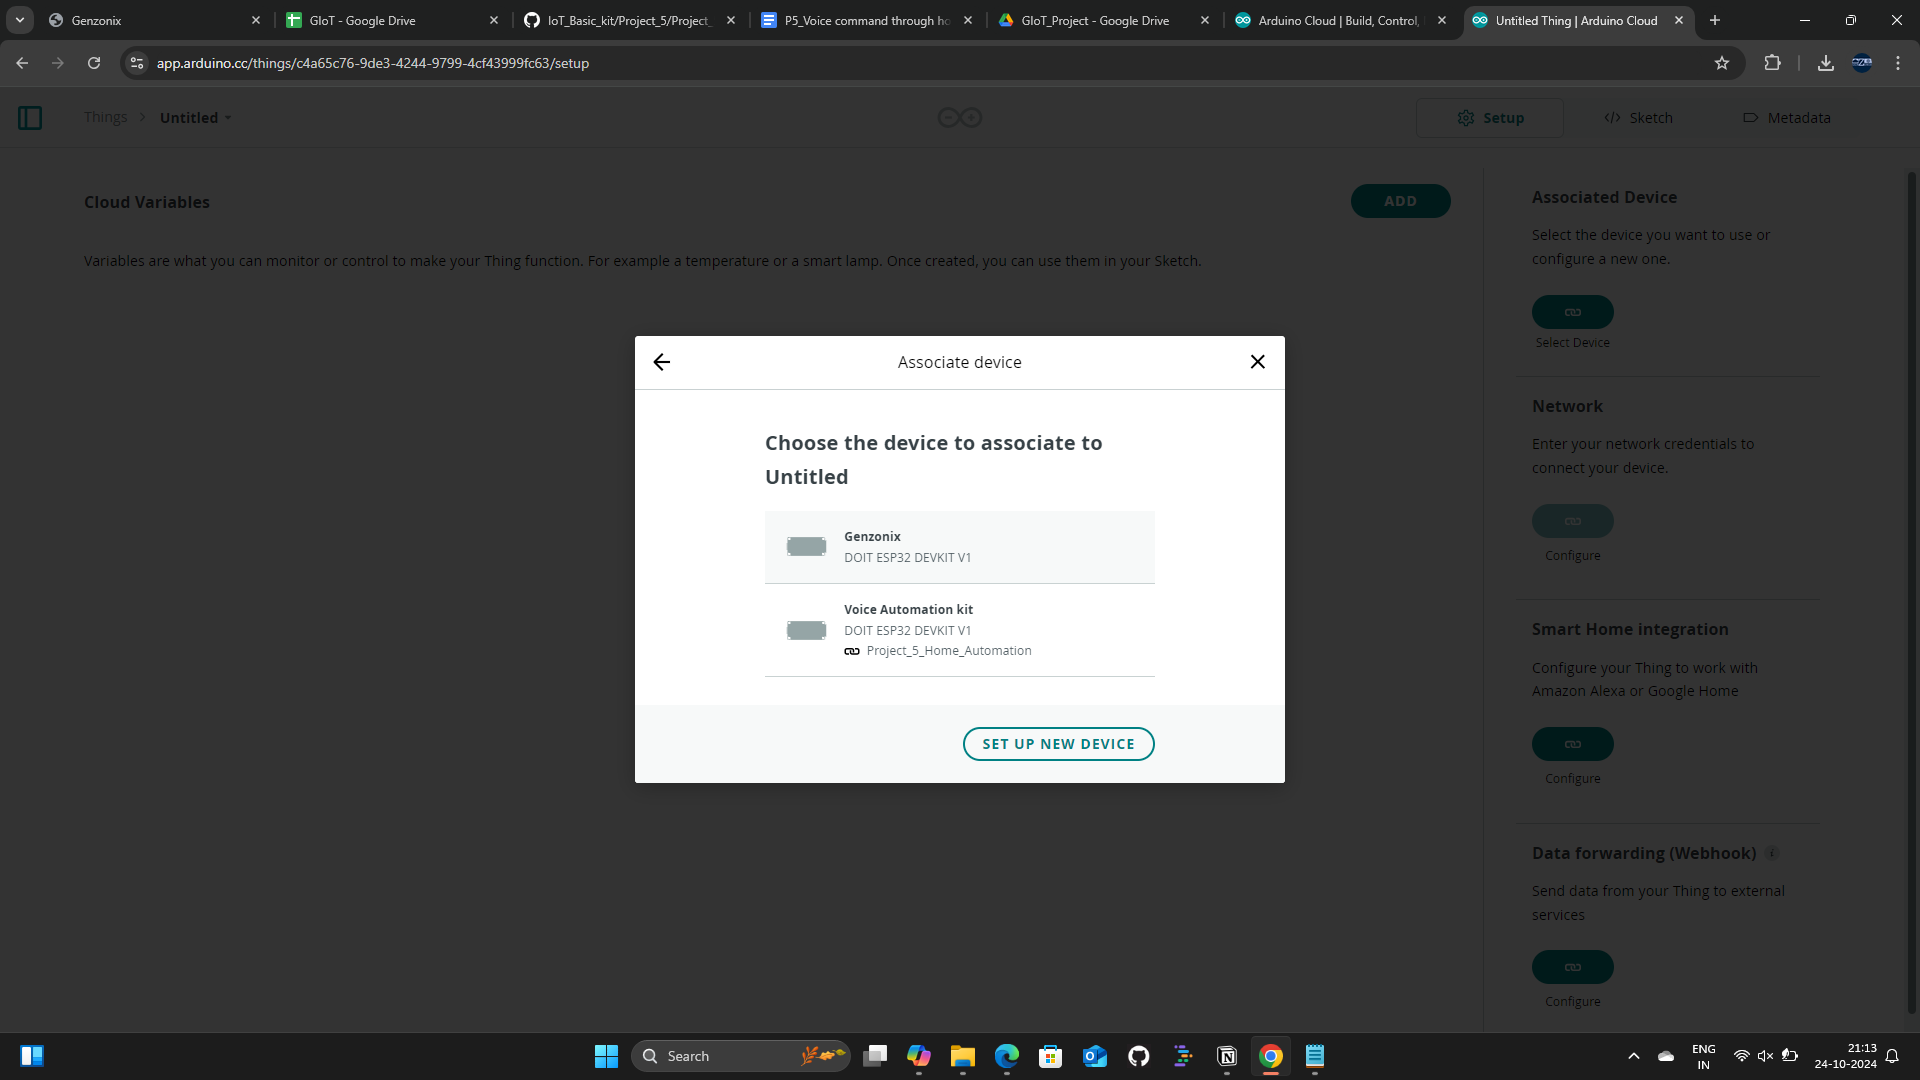 Genzonix
GIoT - Google Drive
IoT_Basic_kit/Project_5/Project_
P5_Voice command through ho
GIoT_Project - Google Drive
Arduino Cloud | Build, Control,
Untitled Thing | Arduino Cloud
app.arduino.cc/things/c4a65c76-9de3-4244-9799-4cf43999fc63/setup
Things
Untitled
Setup
Sketch
Metadata
Cloud Variables
ADD
Variables are what you can monitor or control to make your Thing function. For example a temperature or a smart lamp. Once created, you can use them in your Sketch.
Associated Device
Select the device you want to use or
configure a new one.
Select Device
Network
Enter your network credentials to
connect your device.
Configure
Smart Home integration
Configure your Thing to work with
Amazon Alexa or Google Home
Configure
Data forwarding (Webhook)
Send data from your Thing to external
services
Configure
Associate device
Choose the device to associate to
Untitled
Genzonix
DOIT ESP32 DEVKIT V1
Voice Automation kit
DOIT ESP32 DEVKIT V1
Project_5_Home_Automation
SET UP NEW DEVICE
Search
ENG
IN
21:13
24-10-2024